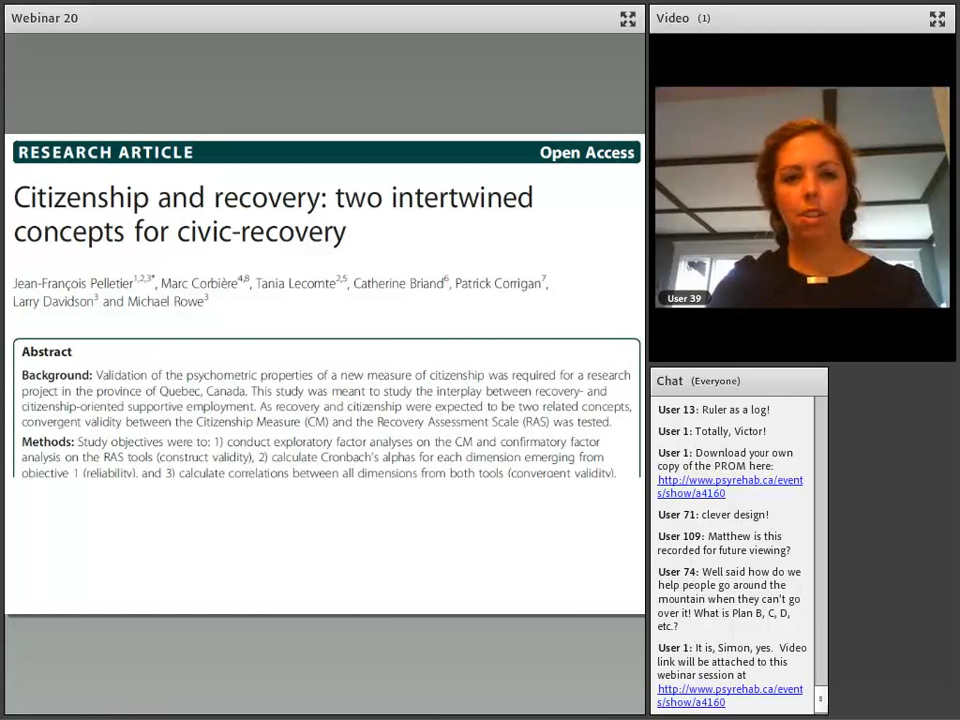 Webinar 20
RESEARCH ARTICLE Open Access
Citizenship and recovery: two intertwined
concepts for civic-recovery
Jean-François Pelletier1,2,3*, Marc Corbière4,8, Tania Lecomte2,5, Catherine Briand6, Patrick Corrigan7,
Larry Davidson3 and Michael Rowe3
Abstract
Background: Validation of the psychometric properties of a new measure of citizenship was required for a research
project in the province of Quebec, Canada. This study was meant to study the interplay between recovery- and
citizenship-oriented supportive employment. As recovery and citizenship were expected to be two related concepts,
convergent validity between the Citizenship Measure (CM) and the Recovery Assessment Scale (RAS) was tested.
Methods: Study objectives were to: 1) conduct exploratory factor analyses on the CM and confirmatory factor
analysis on the RAS tools (construct validity), 2) calculate Cronbach's alphas for each dimension emerging from
objective 1 (reliability), and 3) calculate correlations between all dimensions from both tools (convergent validity).
Video (1)
User 39
Chat (Everyone)
User 13: Ruler as a log!
User 1: Totally, Victor!
User 1: Download your own
copy of the PROM here:
http://www.psyrehab.ca/event
s/show/a4160
User 71: clever design!
User 109: Matthew is this
recorded for future viewing?
User 74: Well said how do we
help people go around the
mountain when they can't go
over it! What is Plan B, C, D,
etc.?
User 1: It is, Simon, yes. Video
link will be attached to this
webinar session at
http://www.psyrehab.ca/event
s/show/a4160